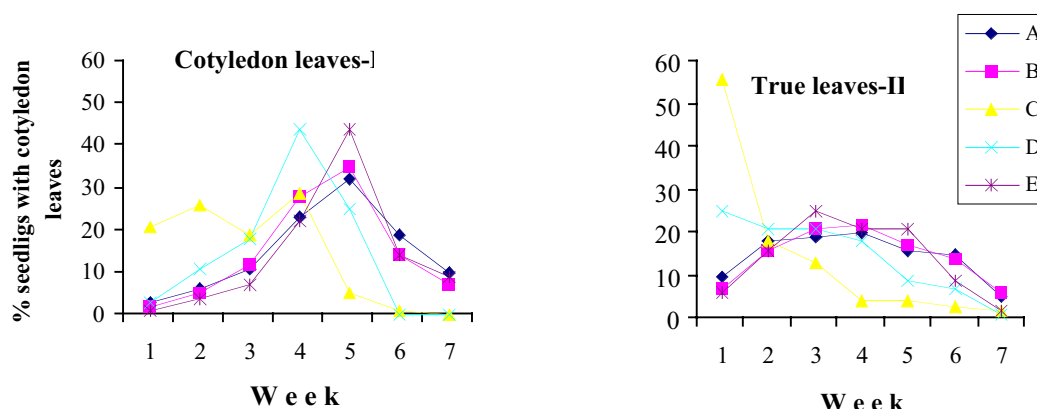 Cotyledon leaves-I
% seedligs with cotyledon
leaves
60
50
40
30
20
10
0
1 2 3 4 5 6 7
W e e k
True leaves-II
60
50
40
30
20
10
0
1 2 3 4 5 6 7
W e e k
A
B
C
D
E